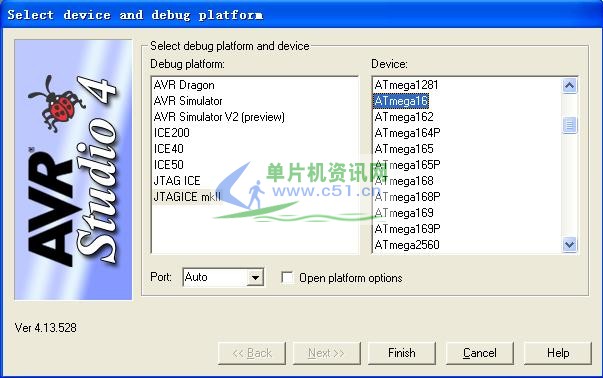 Select device and debug platform
AVR
Studio 4
Select debug platform and device
Debug platform:
AVR Dragon
AVR Simulator
AVR Simulator V2 (preview)
ICE200
ICE40
ICE50
JTAG ICE
JTAGICE mkII
Device:
ATmega1281
ATmega16
ATmega162
ATmega164P
ATmega165
ATmega165P
ATmega168
ATmega168P
ATmega169
ATmega169P
ATmega2560
单片机资讯网
www.c51.cn
Port:
Auto
Open platform options
Ver 4.13.528
<< Back
Next >>
Finish
Cancel
Help